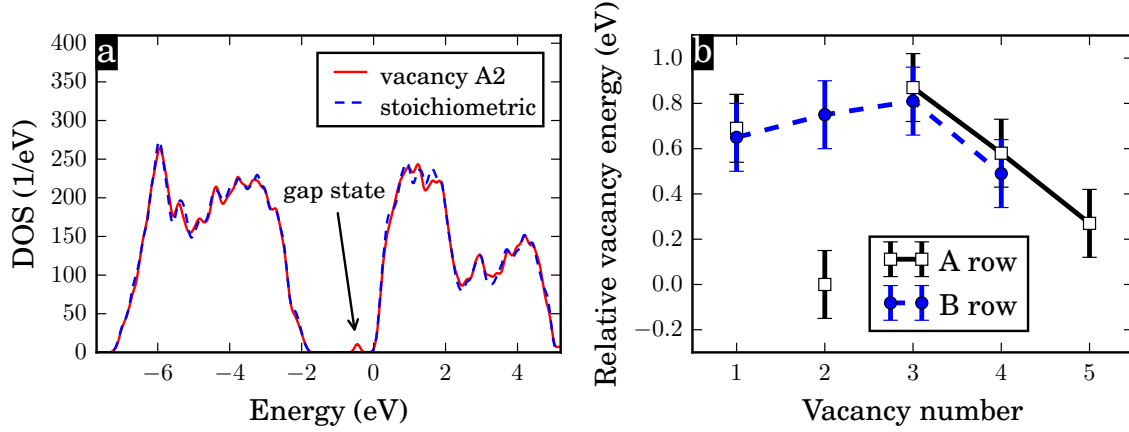 a
DOS (1/eV)
400
350
300
250
200
150
100
50
0
vacancy A2
stoichiometric
gap state
−6
−4
−2
0
2
4
Energy (eV)
b
Relative vacancy energy (eV)
1.0
0.8
0.6
0.4
0.2
0.0
−0.2
A row
B row
1
2
3
4
5
Vacancy number